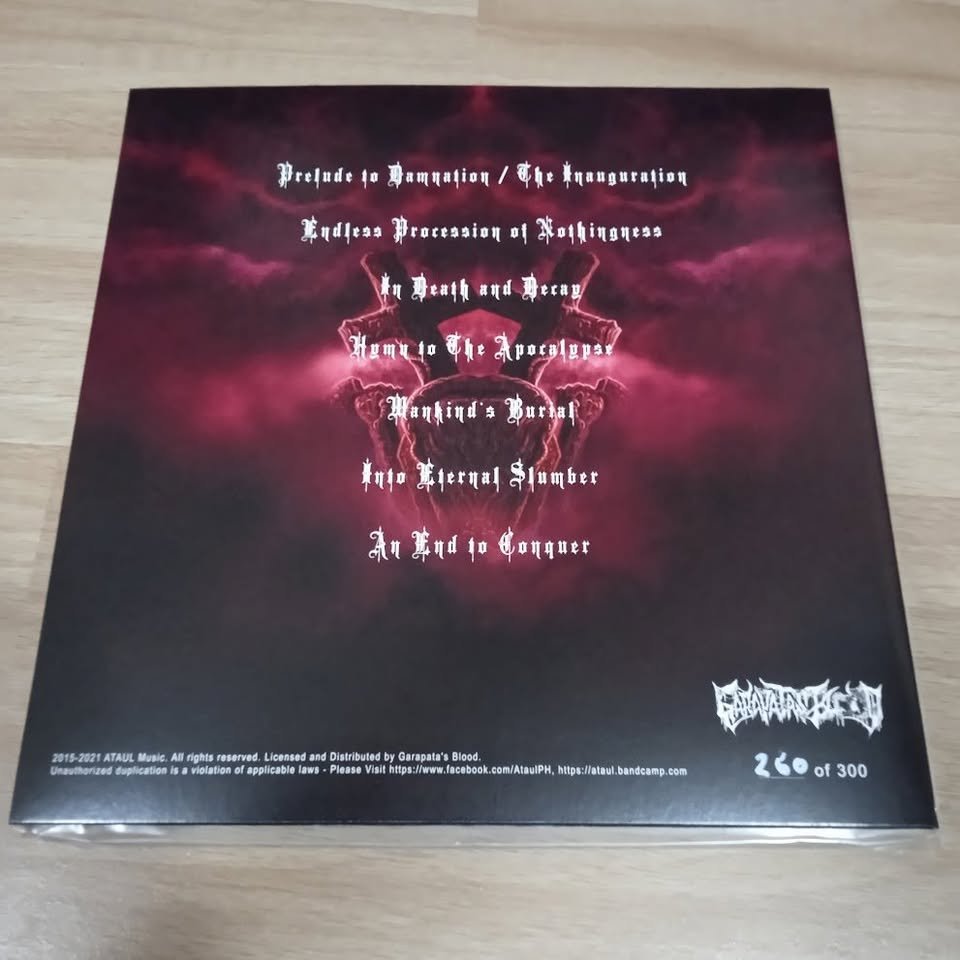 Prelude to Damnation / The Inauguration
Endless Procession of Nothingness
In Death and Decay
Hymn to The Apocalypse
Mankind's Burial
Into Eternal Slumber
An End to Conquer
GARAPATA'S BLOOD
2015-2021 ATAUL Music. All rights reserved. Licensed and Distributed by Garapata's Blood.
Unauthorized duplication is a violation of applicable laws - Please Visit https://www.facebook.com/AtaulPH, https://ataul.bandcamp.com
260 of 300